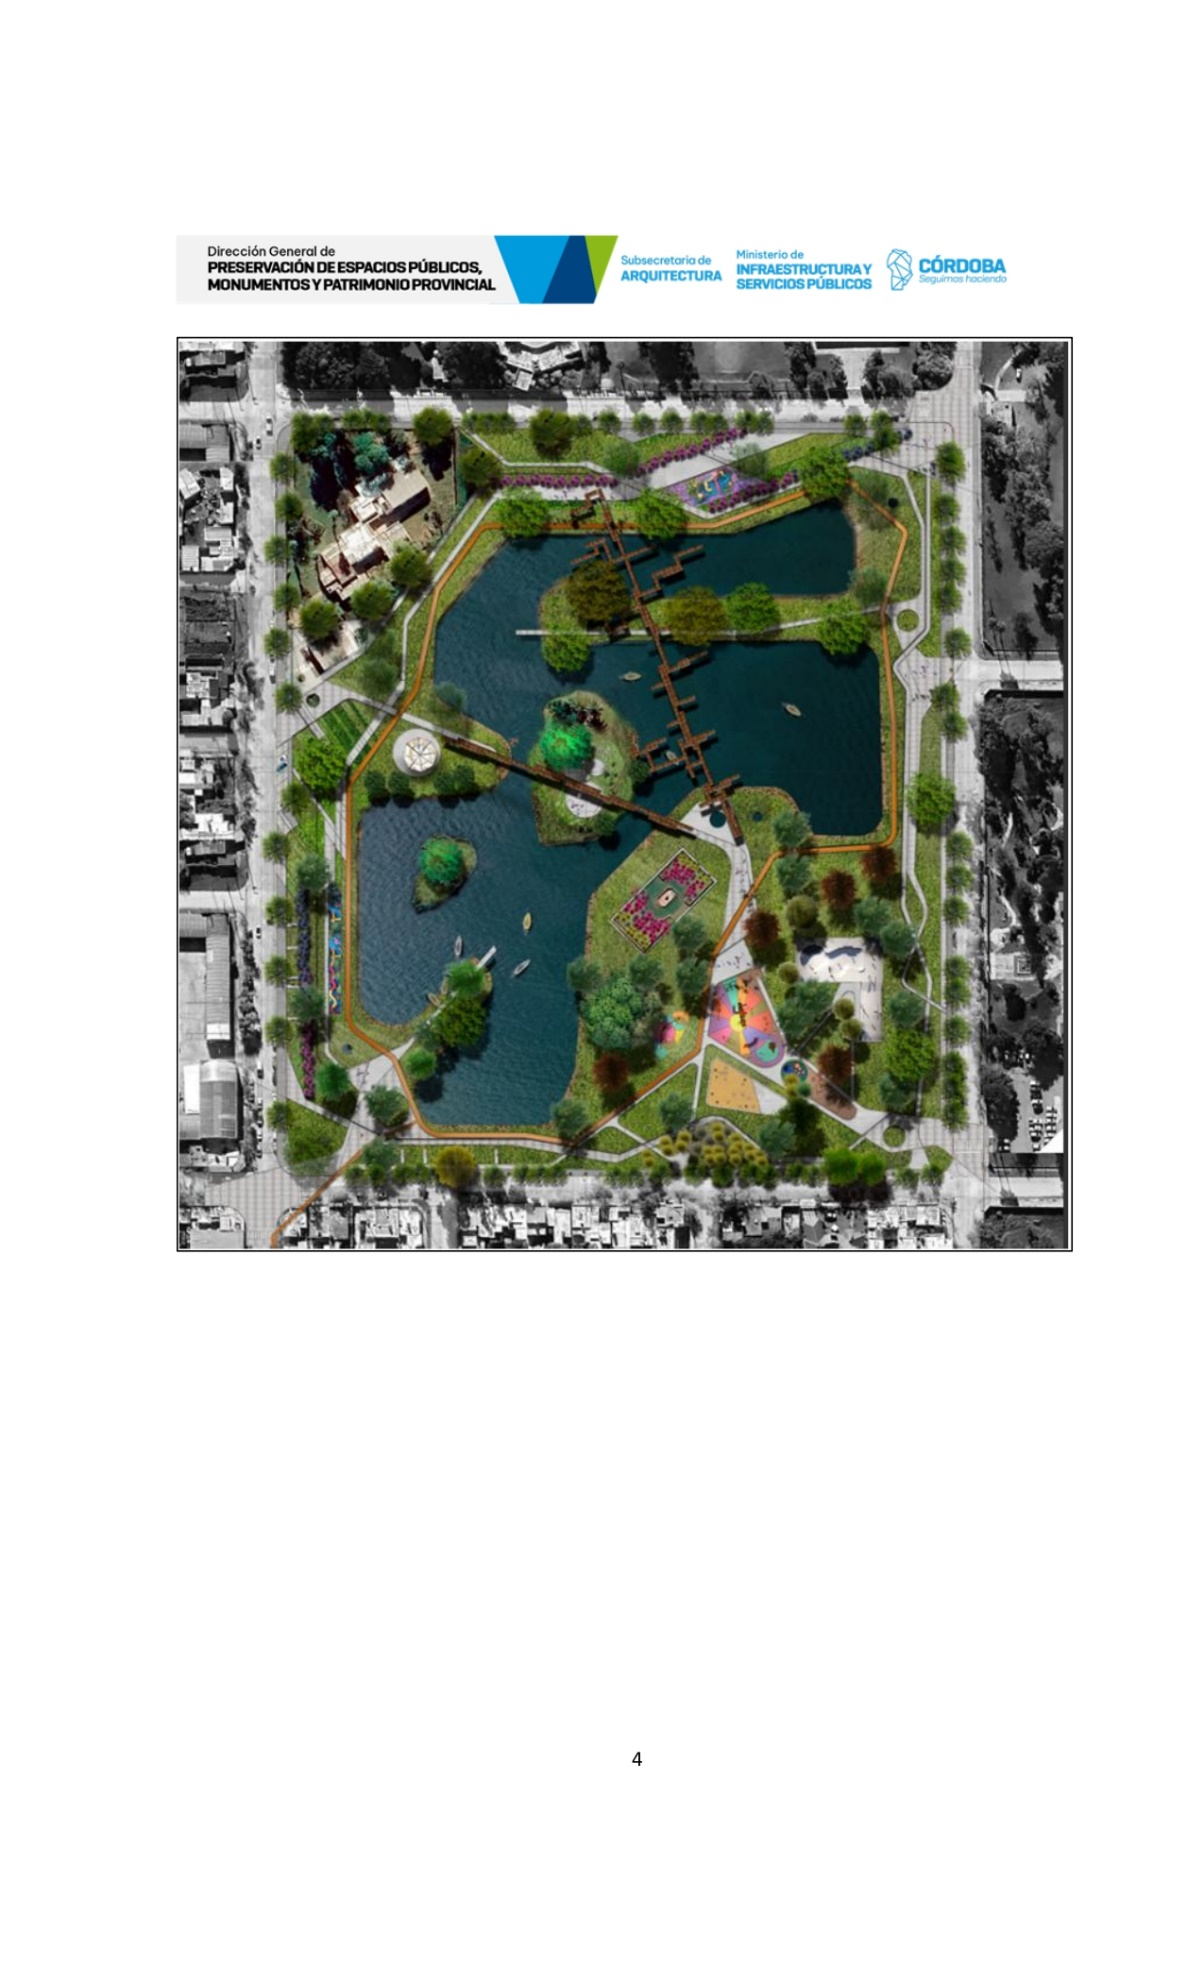 Dirección General de
PRESERVACIÓN DE ESPACIOS PÚBLICOS,
MONUMENTOS Y PATRIMONIO PROVINCIAL
Subsecretaria de
ARQUITECTURA
Ministerio de
INFRAESTRUCTURA Y
SERVICIOS PÚBLICOS
CÓRDOBA
Seguimos haciendo
4